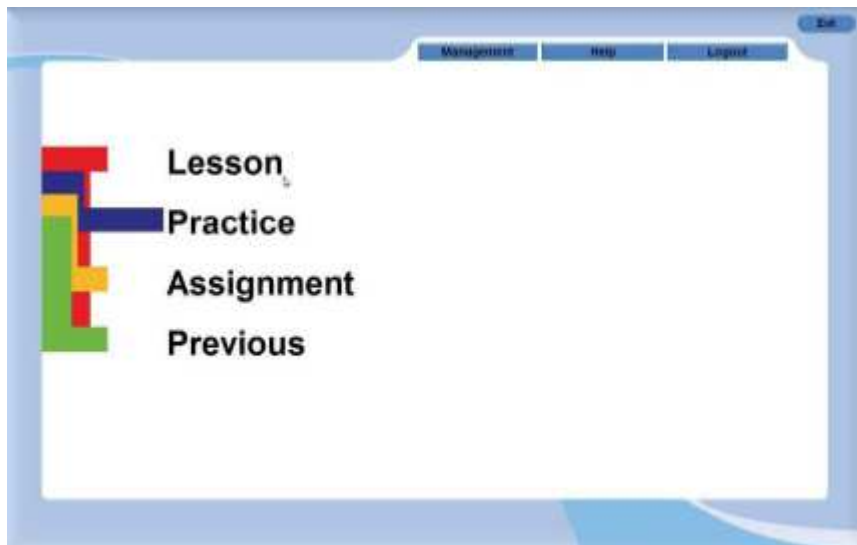 Exit
Management Help Logout
Lesson
Practice
Assignment
Previous